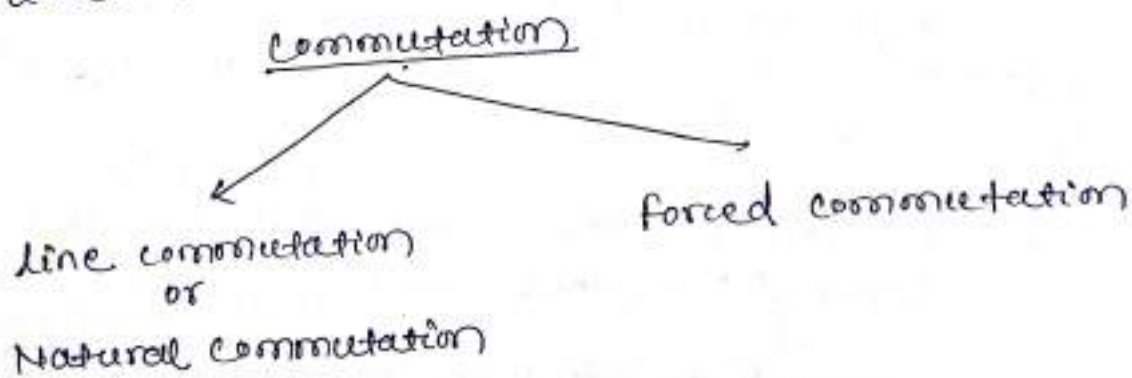 Commutation
forced commutation
Line commutation
or
Natural commutation